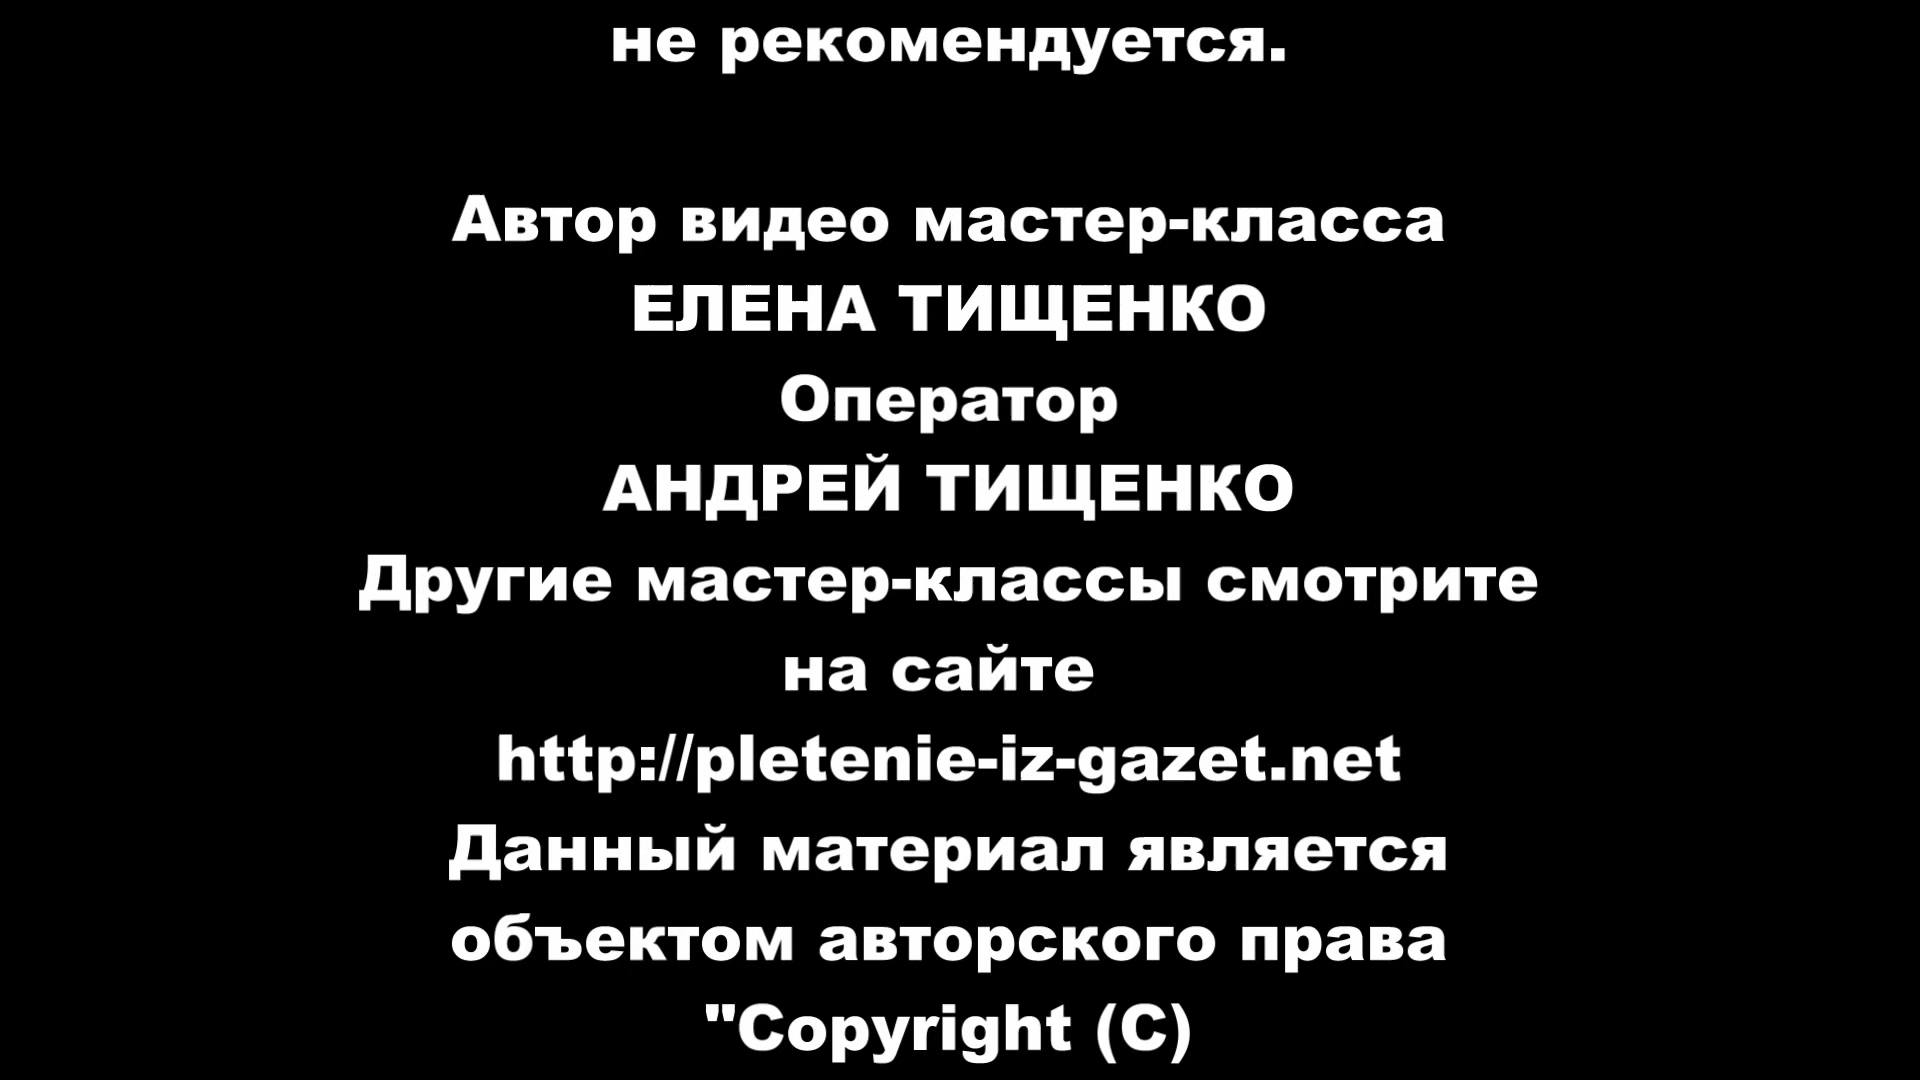 не рекомендуется.
Автор видео мастер-класса
ЕЛЕНА ТИЩЕНКО
Оператор
АНДРЕЙ ТИЩЕНКО
Другие мастер-классы смотрите
на сайте
http://pletenie-iz-gazet.net
Данный материал является
объектом авторского права
"Copyright (C)